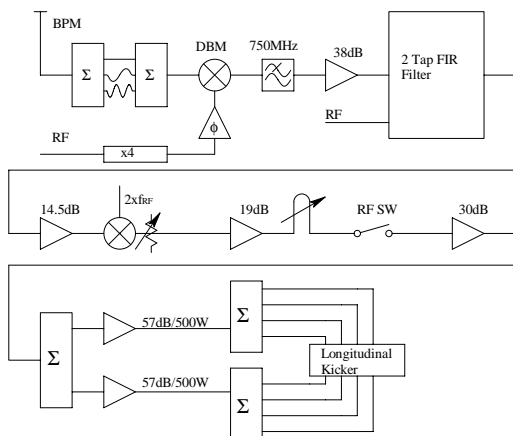 BPM
Σ
Σ
DBM
750MHz
38dB
2 Tap FIR
Filter
RF
ϕ
RF
x4
14.5dB
2xfRF
19dB
RF SW
30dB
Σ
57dB/500W
Σ
Longitudinal
Kicker
57dB/500W
Σ